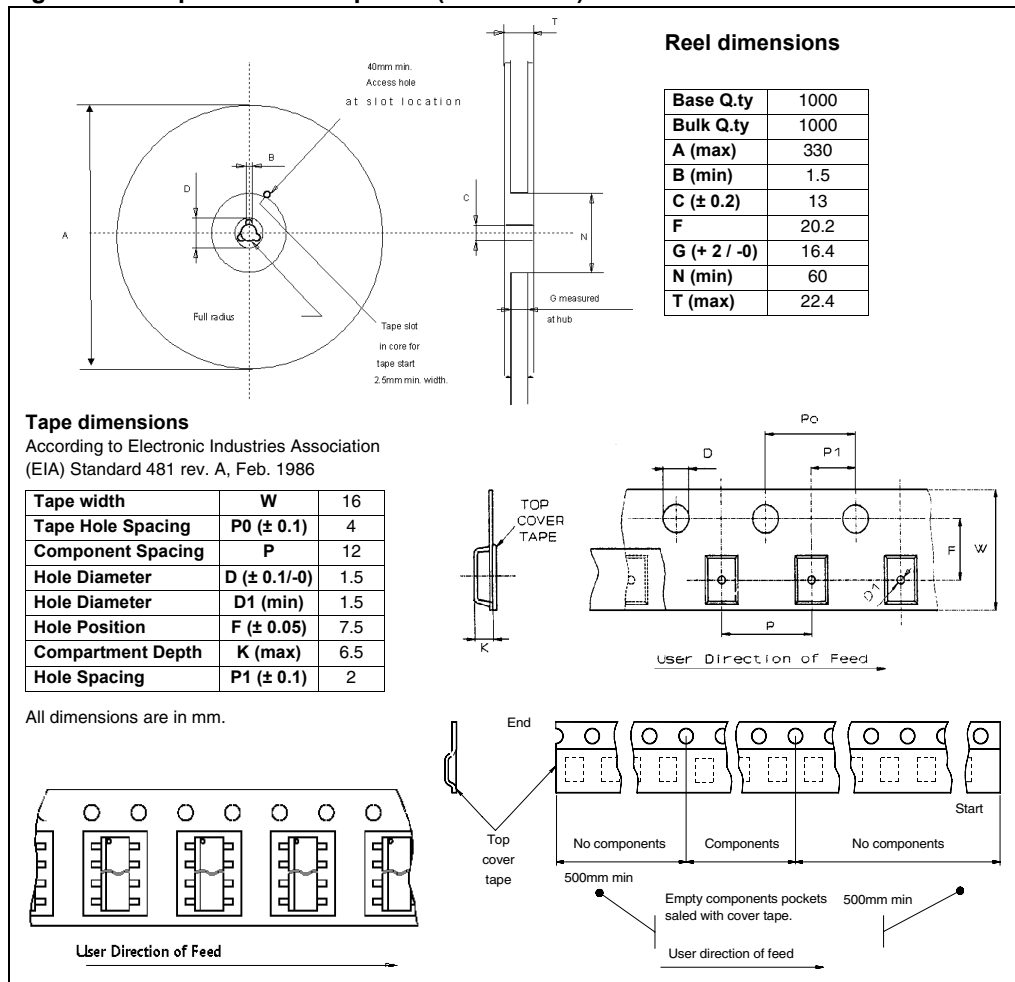 T
40mm min.
Access hole
at slot location
B
D
C
A
N
Full radius
G measured
at hub
Tape slot
in core for
tape start
2.5mm min. width.
Reel dimensions
Base Q.ty 1000
Bulk Q.ty 1000
A (max) 330
B (min) 1.5
C (± 0.2) 13
F 20.2
G (+ 2 / -0) 16.4
N (min) 60
T (max) 22.4
Tape dimensions
According to Electronic Industries Association
(EIA) Standard 481 rev. A, Feb. 1986
Tape width W 16
Tape Hole Spacing P0 (± 0.1) 4
Component Spacing P 12
Hole Diameter D (± 0.1/-0) 1.5
Hole Diameter D1 (min) 1.5
Hole Position F (± 0.05) 7.5
Compartment Depth K (max) 6.5
Hole Spacing P1 (± 0.1) 2
All dimensions are in mm.
Po
D
P1
TOP
COVER
TAPE
F
W
D1
K
P
User Direction of Feed
End
Start
Top
cover
tape
No components
Components
No components
500mm min
Empty components pockets
saled with cover tape.
500mm min
User direction of feed
User Direction of Feed